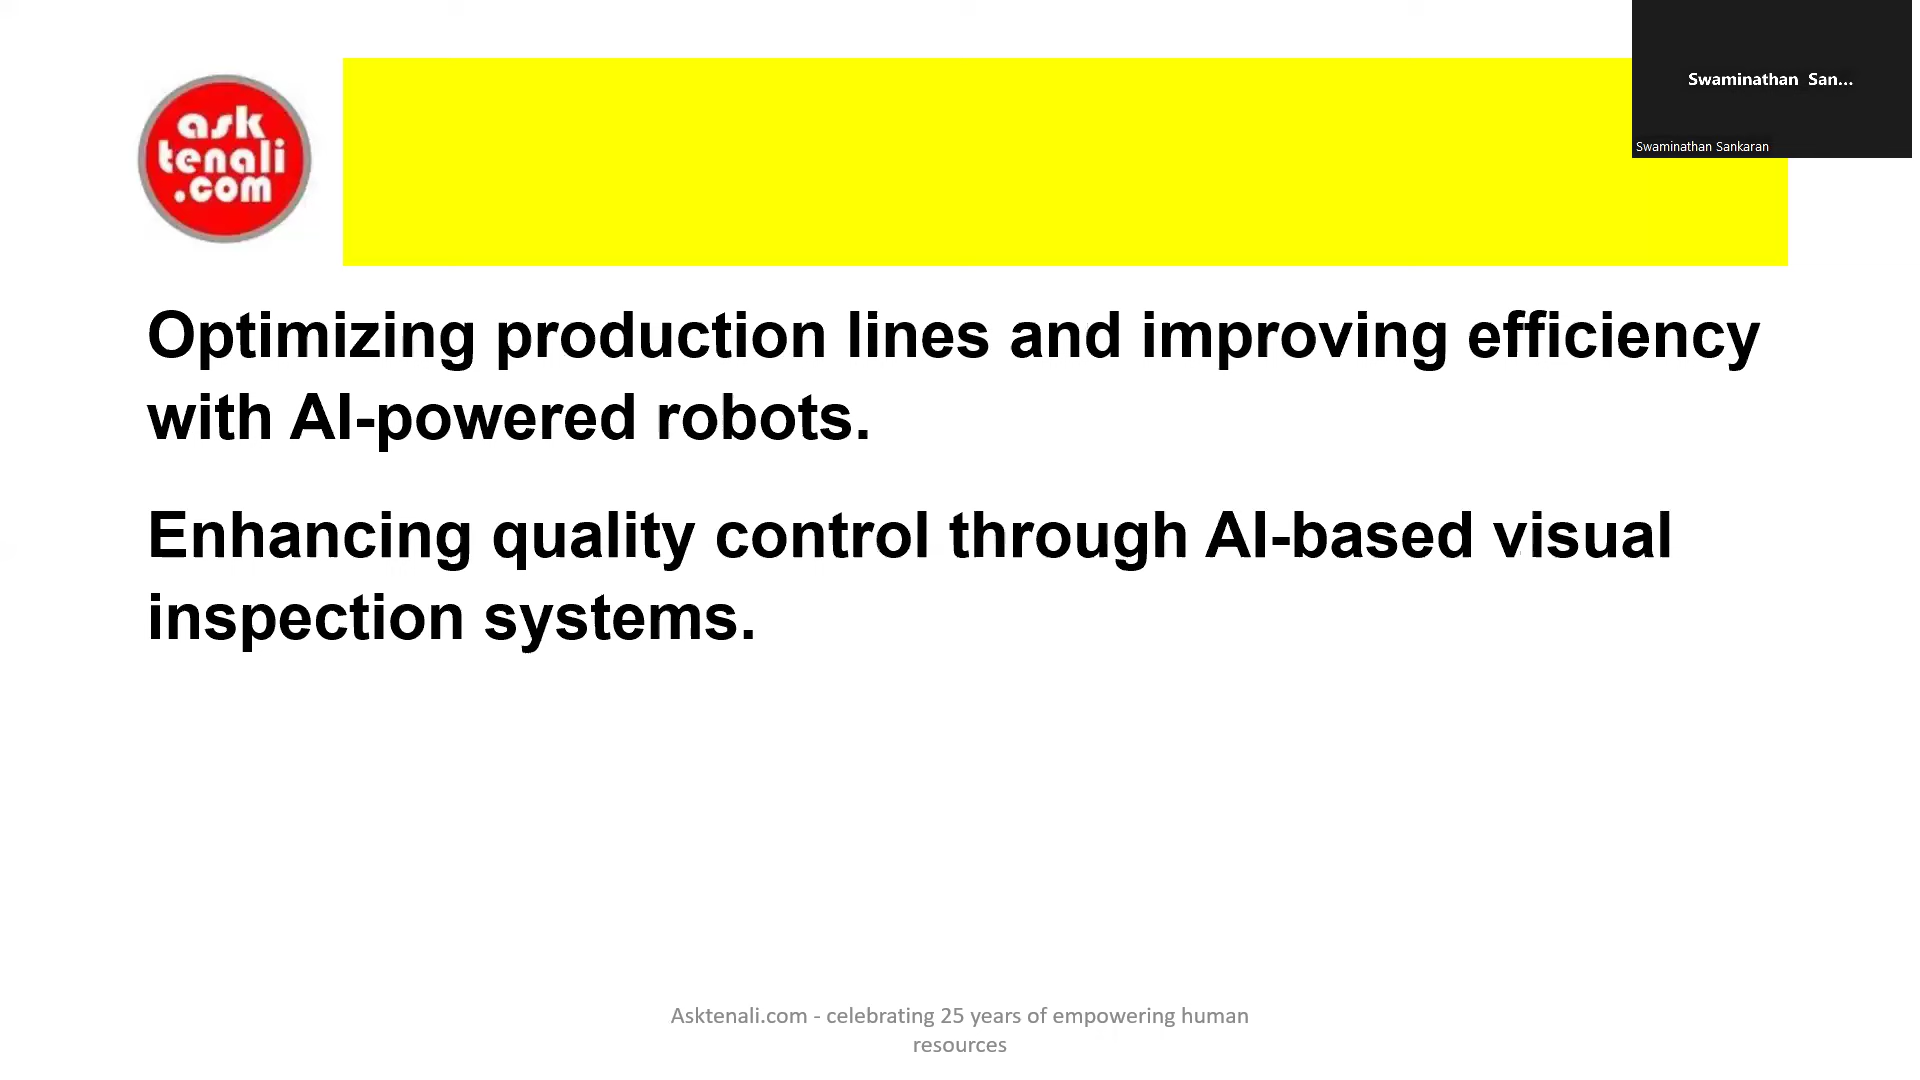 Swaminathan San...
Swaminathan Sankaran
ask
tenali
.com
Optimizing production lines and improving efficiency
with AI-powered robots.
Enhancing quality control through AI-based visual
inspection systems.
Asktenali.com - celebrating 25 years of empowering human
resources